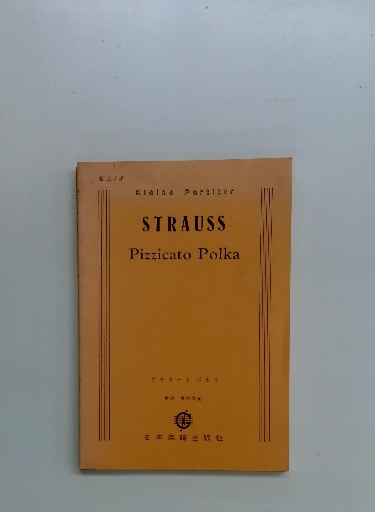 Kleine Partitur
STRAUSS
Pizzicato Polka
ピチカート ポルカ
日本楽譜出版社